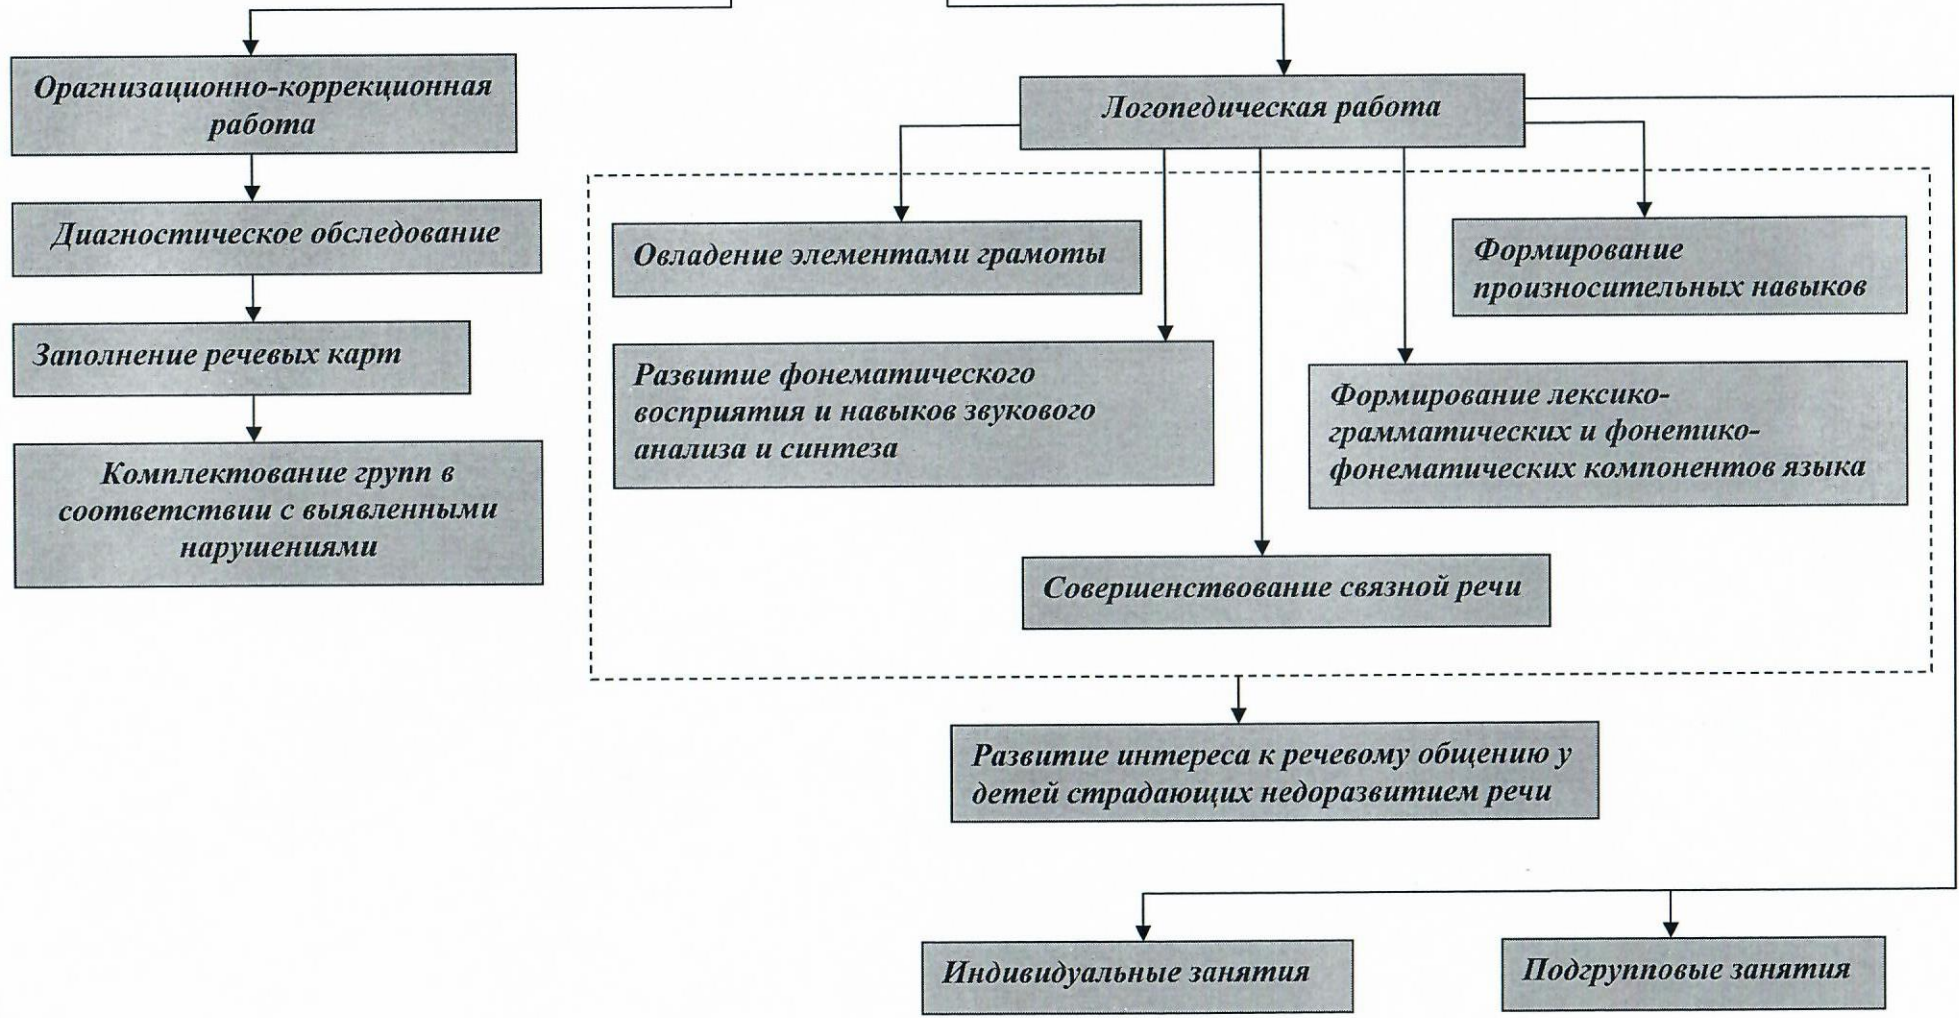 Орагнизационно-коррекционная
работа
Диагностическое обследование
Заполнение речевых карт
Комплектование групп в
соответствии с выявленными
нарушениями
Логопедическая работа
Овладение элементами грамоты
Формирование
произносительных навыков
Развитие фонематического
восприятия и навыков звукового
анализа и синтеза
Формирование лексико-
грамматических и фонетико-
фонематических компонентов языка
Совершенствование связной речи
Развитие интереса к речевому общению у
детей страдающих недоразвитием речи
Индивидуальные занятия
Подгрупповые занятия